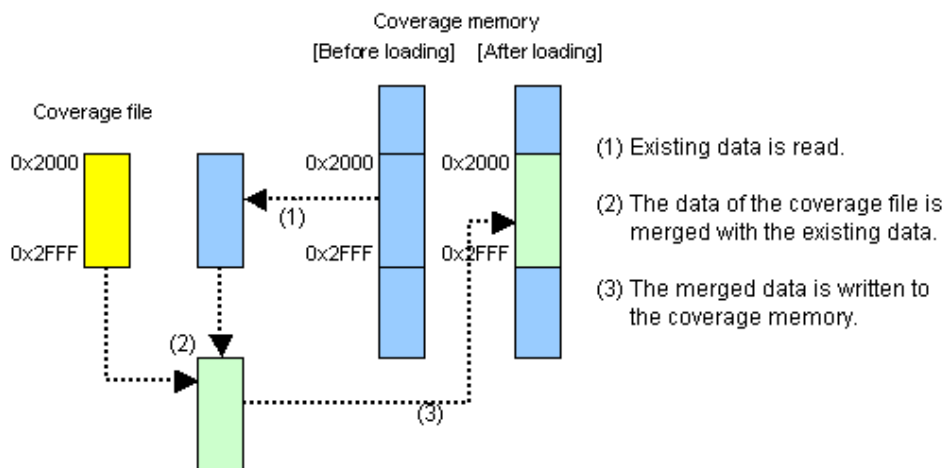 Coverage memory
[Before loading] [After loading]
Coverage file
0x2000
0x2000
0x2000
(1) Existing data is read.
(1)
(2) The data of the coverage file is
merged with the existing data.
0x2FFF
0x2FFF
0x2FFF
(3) The merged data is written to
the coverage memory.
(2)
(3)